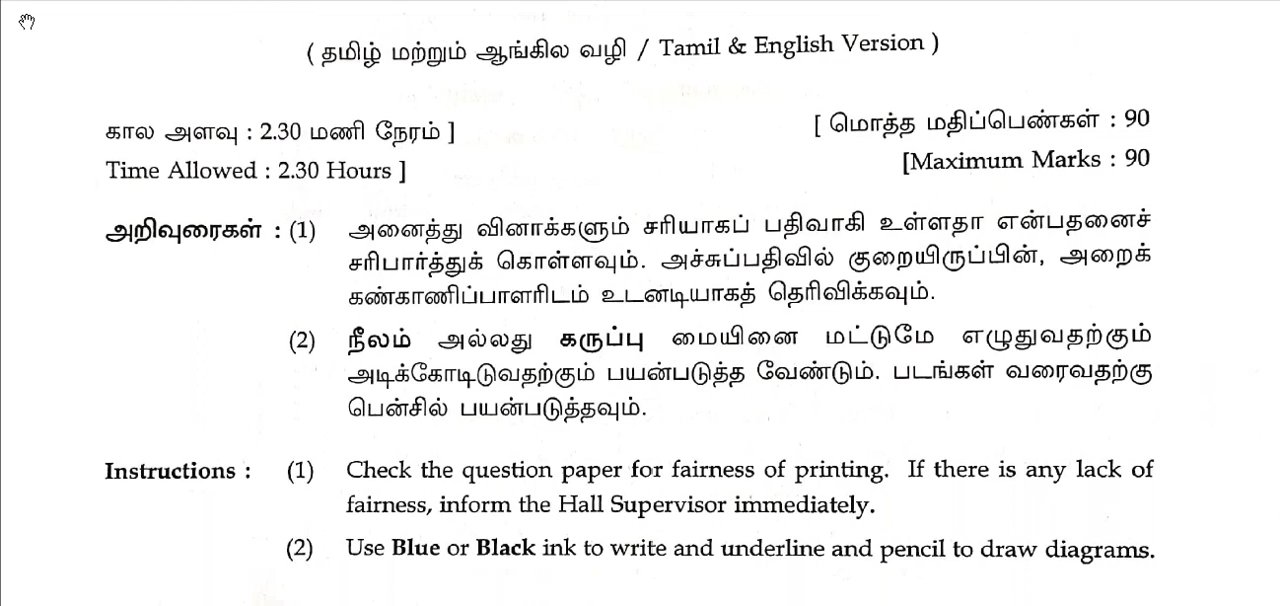 ( தமிழ் மற்றும் ஆங்கில வழி / Tamil & English Version )
கால அளவு : 2.30 மணி நேரம் ] [ மொத்த மதிப்பெண்கள் : 90
Time Allowed : 2.30 Hours ] [Maximum Marks : 90
அறிவுரைகள் : (1) அனைத்து வினாக்களும் சரியாகப் பதிவாகி உள்ளதா என்பதனைச்
சரிபார்த்துக் கொள்ளவும். அச்சுப்பதிவில் குறையிருப்பின், அறைக்
கண்காணிப்பாளரிடம் உடனடியாகத் தெரிவிக்கவும்.
(2) நீலம் அல்லது கருப்பு மையினை மட்டுமே எழுதுவதற்கும்
அடிக்கோடிடுவதற்கும் பயன்படுத்த வேண்டும். படங்கள் வரைவதற்கு
பென்சில் பயன்படுத்தவும்.
Instructions : (1) Check the question paper for fairness of printing. If there is any lack of
fairness, inform the Hall Supervisor immediately.
(2) Use Blue or Black ink to write and underline and pencil to draw diagrams.